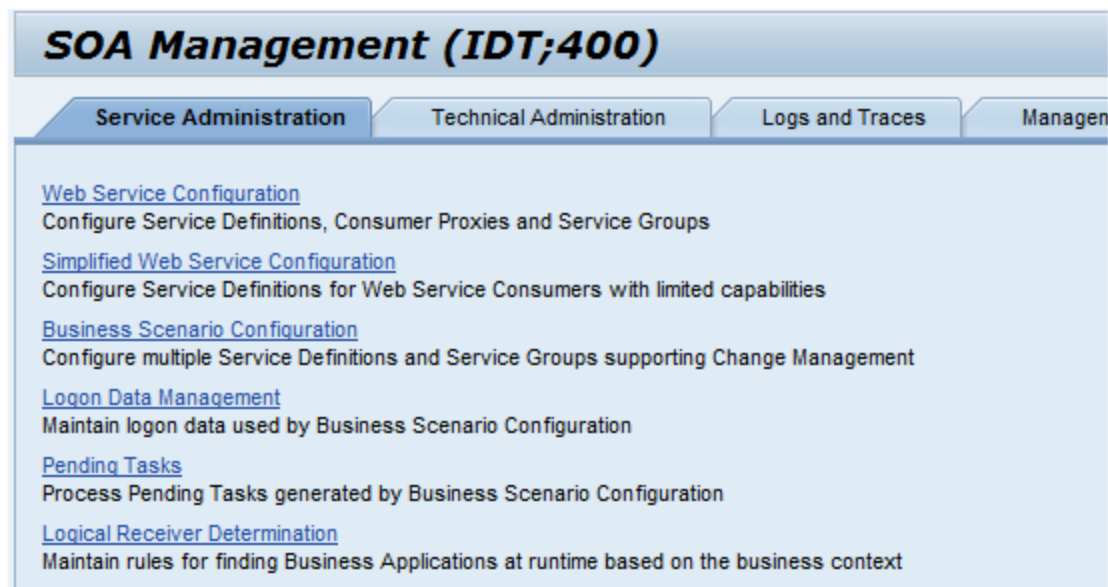 SOA Management (IDT;400)
Service Administration
Technical Administration
Logs and Traces
Managem
Web Service Configuration
Configure Service Definitions, Consumer Proxies and Service Groups
Simplified Web Service Configuration
Configure Service Definitions for Web Service Consumers with limited capabilities
Business Scenario Configuration
Configure multiple Service Definitions and Service Groups supporting Change Management
Logon Data Management
Maintain logon data used by Business Scenario Configuration
Pending Tasks
Process Pending Tasks generated by Business Scenario Configuration
Logical Receiver Determination
Maintain rules for finding Business Applications at runtime based on the business context